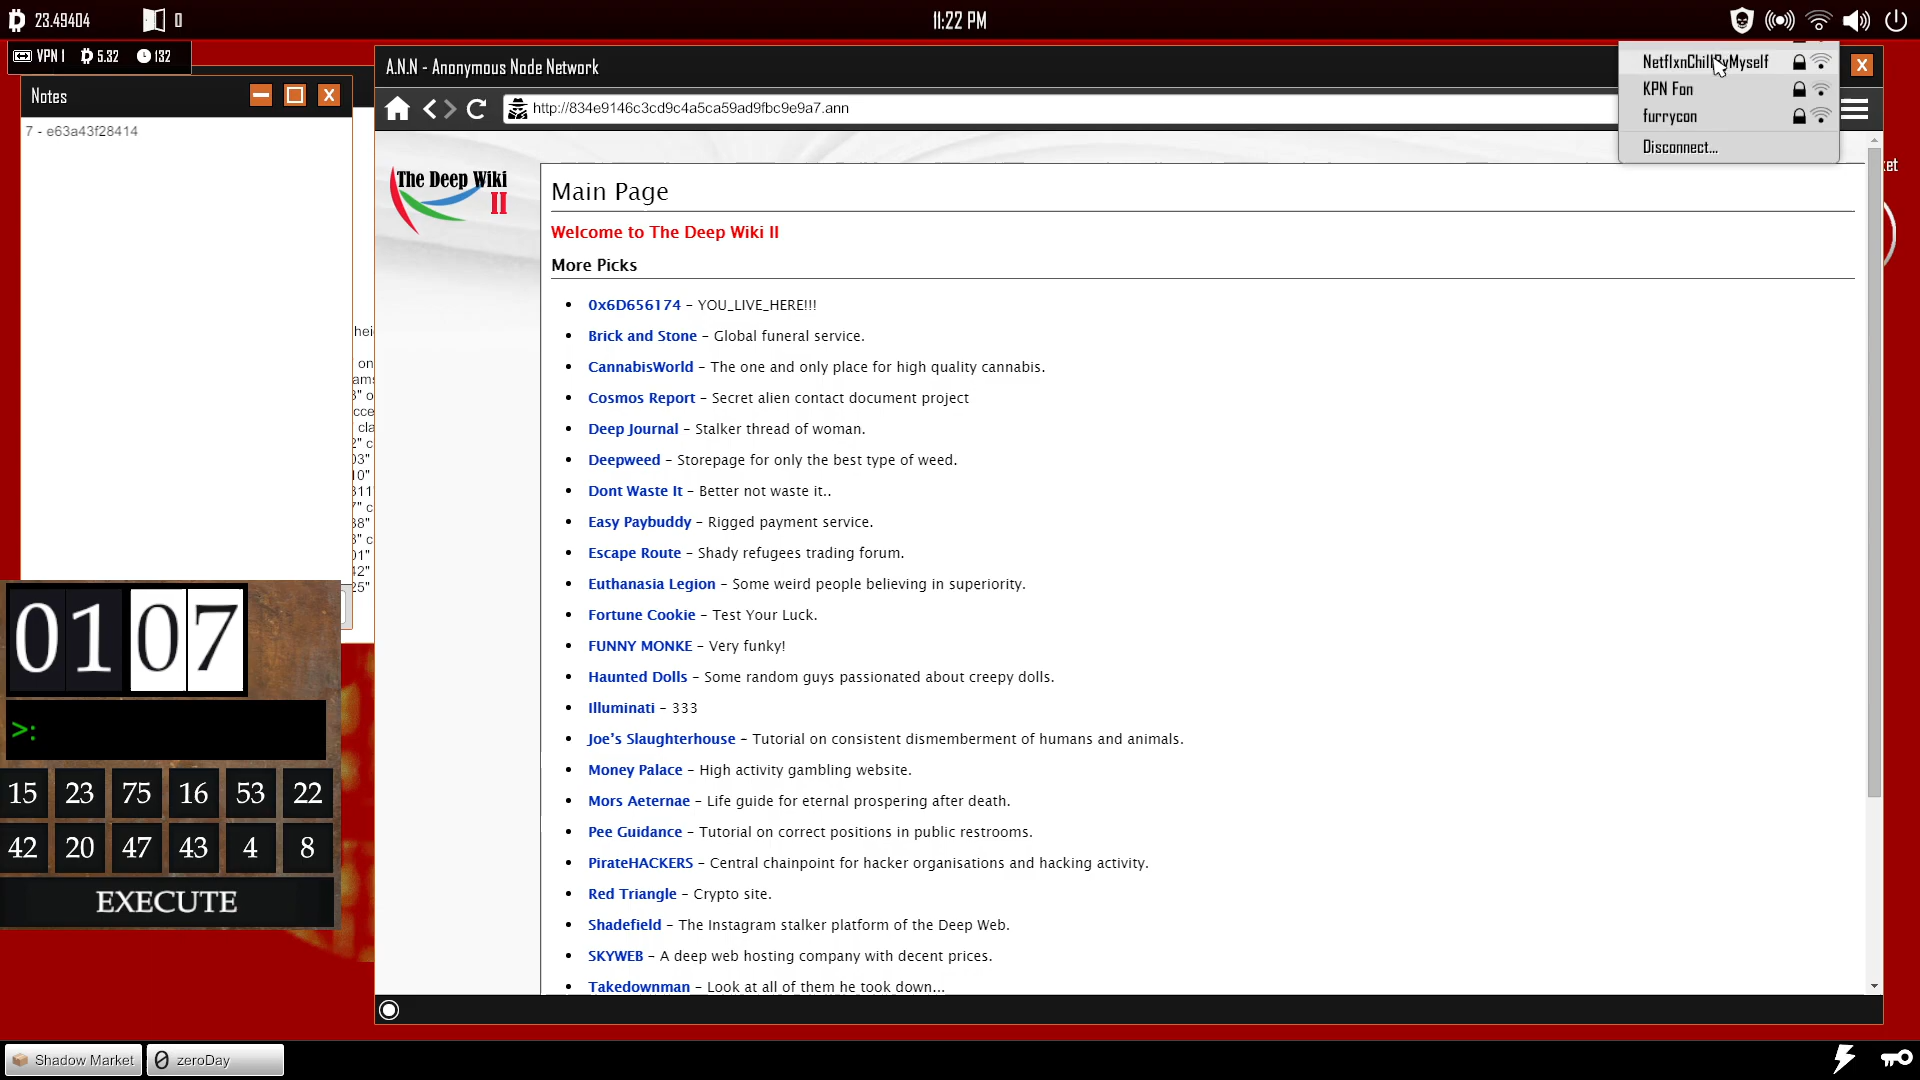 23.49404
0
11:22 PM
VPN 1
5.32
132
Notes
7 - e63a43f28414
A.N.N - Anonymous Node Network
http://834e9146c3cd9c4a5ca59ad9fbc9e9a7.ann
KPN Fon
furrycon
Disconnect...
The Deep Wiki
II
Main Page
Welcome to The Deep Wiki II
More Picks
0x6D656174 - YOU_LIVE_HERE!!!
Brick and Stone - Global funeral service.
CannabisWorld - The one and only place for high quality cannabis.
Cosmos Report - Secret alien contact document project
Deep Journal - Stalker thread of woman.
Deepweed - Storepage for only the best type of weed.
Dont Waste It - Better not waste it..
Easy Paybuddy - Rigged payment service.
Escape Route - Shady refugees trading forum.
Euthanasia Legion - Some weird people believing in superiority.
Fortune Cookie - Test Your Luck.
FUNNY MONKE - Very funky!
Haunted Dolls - Some random guys passionated about creepy dolls.
Illuminati - 333
Joe's Slaughterhouse - Tutorial on consistent dismemberment of humans and animals.
Money Palace - High activity gambling website.
Mors Aeternae - Life guide for eternal prospering after death.
Pee Guidance - Tutorial on correct positions in public restrooms.
PirateHACKERS - Central chainpoint for hacker organisations and hacking activity.
Red Triangle - Crypto site.
Shadefield - The Instagram stalker platform of the Deep Web.
SKYWEB - A deep web hosting company with decent prices.
Takedownman - Look at all of them he took down...
01 07
>:
15 23 75 16 53 22
42 20 47 43 4 8
EXECUTE
Shadow Market
zeroDay